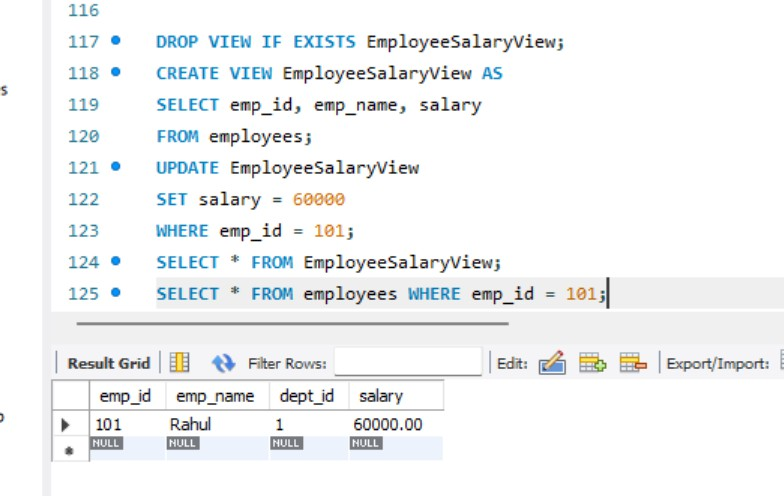 116
117 DROP VIEW IF EXISTS EmployeeSalaryView;
118 CREATE VIEW EmployeeSalaryView AS
119 SELECT emp_id, emp_name, salary
120 FROM employees;
121 UPDATE EmployeeSalaryView
122 SET salary = 60000
123 WHERE emp_id = 101;
124 SELECT * FROM EmployeeSalaryView;
125 SELECT * FROM employees WHERE emp_id = 101;
Result Grid Filter Rows: Edit: Export/Import:
emp_id emp_name dept_id salary
101 Rahul 1 60000.00
NULL NULL NULL NULL